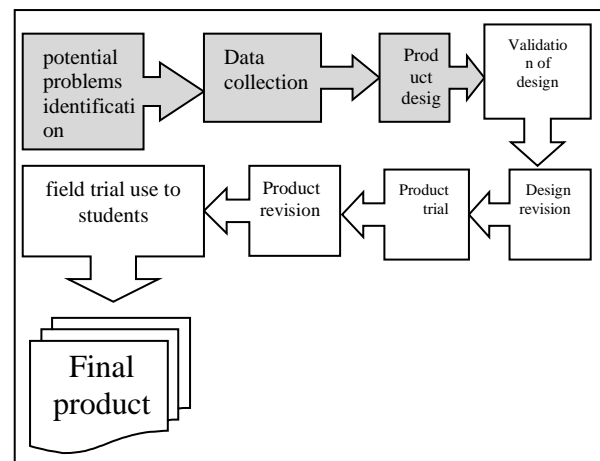 potential
problems
identificati
on
Data
collection
Prod
uct
desig
Validatio
n of
design
field trial use to
students
Product
revision
Product
trial
Design
revision
Final
product